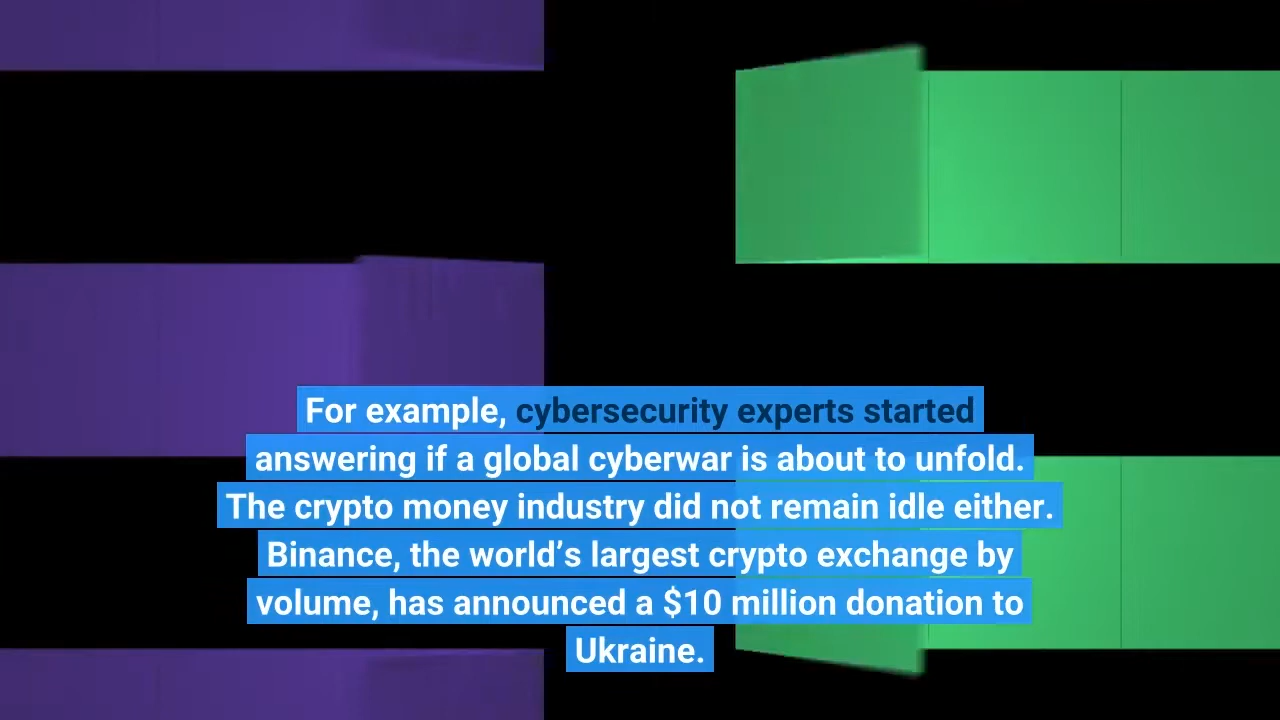 For example, cybersecurity experts started
answering if a global cyberwar is about to unfold.
The crypto money industry did not remain idle either.
Binance, the world’s largest crypto exchange by
volume, has announced a $10 million donation to
Ukraine.